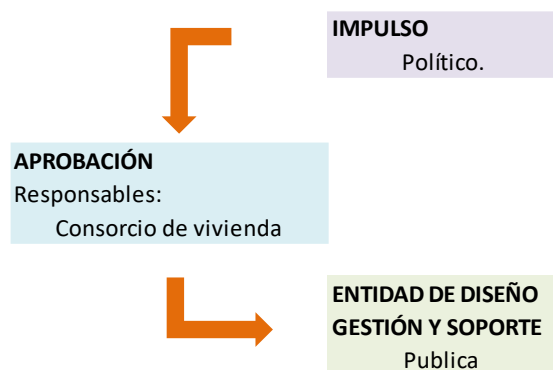 IMPULSO
Político.
APROBACIÓN
Responsables:
Consorcio de vivienda
ENTIDAD DE DISEÑO
GESTIÓN Y SOPORTE
Publica